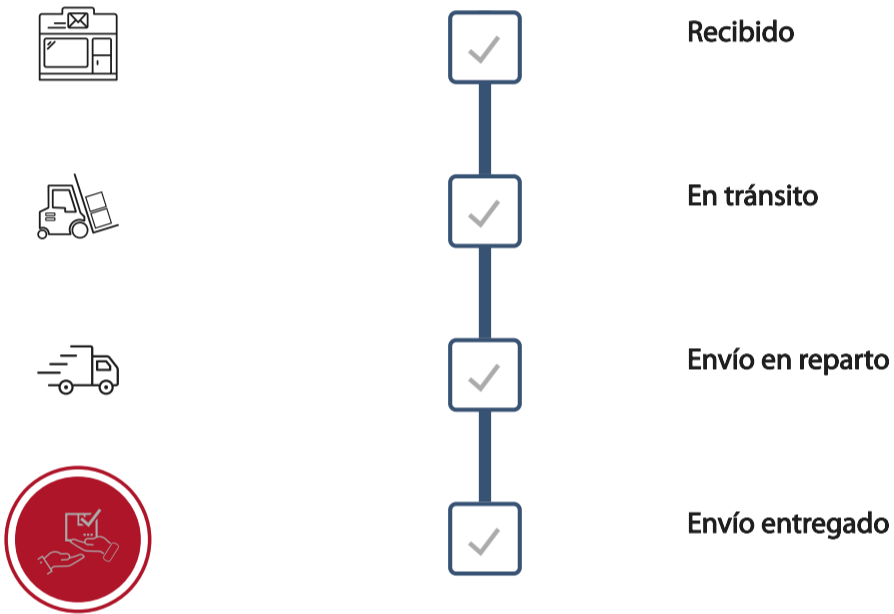 Recibido
En tránsito
Envío en reparto
Envío entregado